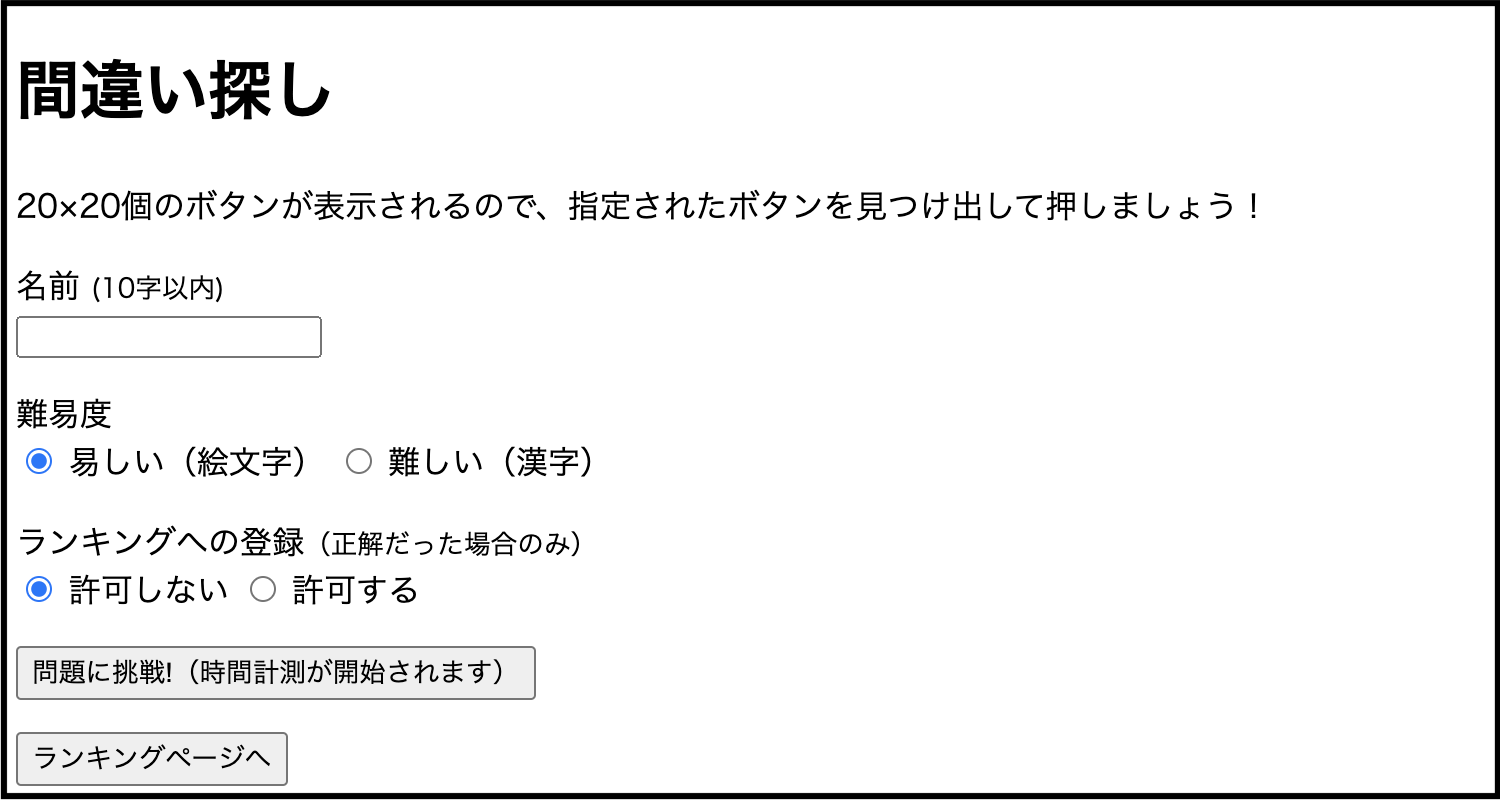 間違い探し
20×20個のボタンが表示されるので、指定されたボタンを見つけ出して押しましょう！
名前 (10字以内)
難易度
易しい（絵文字） 難しい（漢字）
ランキングへの登録（正解だった場合のみ）
許可しない 許可する
問題に挑戦!（時間計測が開始されます）
ランキングページへ